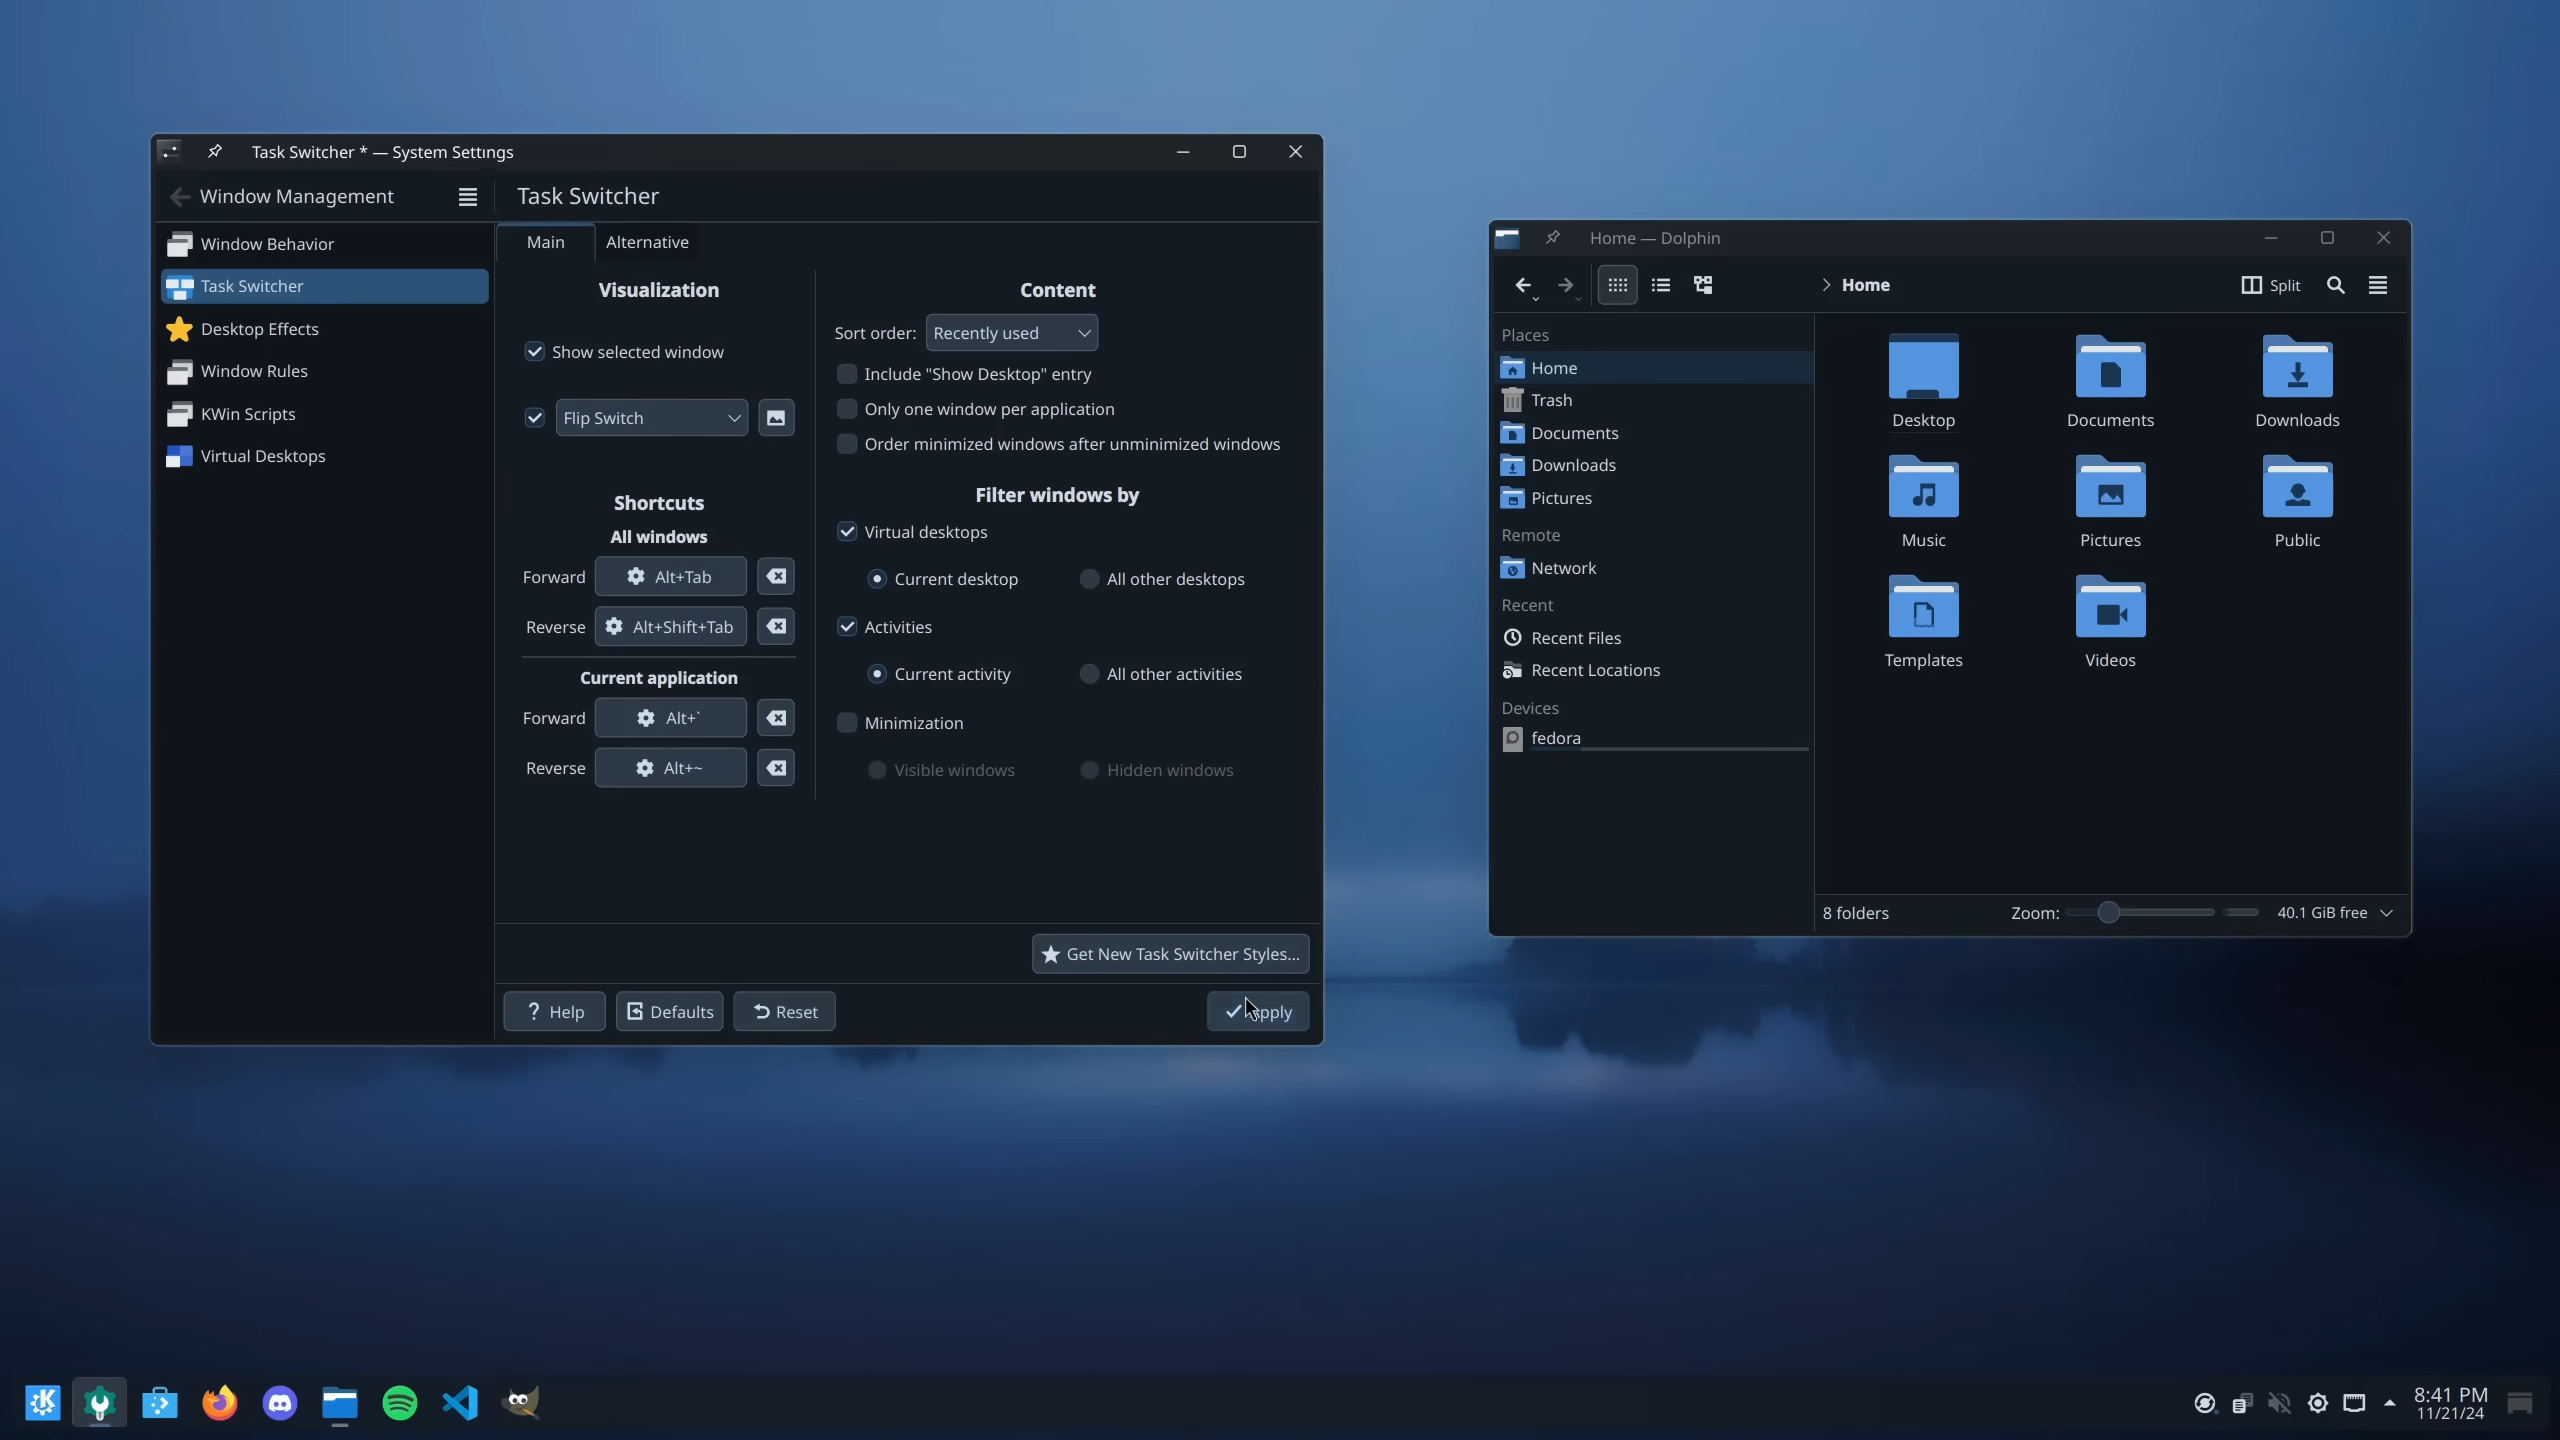 Task Switcher * — System Settings
Window Management
Task Switcher
Window Behavior
Task Switcher
Desktop Effects
Window Rules
KWin Scripts
Virtual Desktops
Main
Alternative
Visualization
Show selected window
Flip Switch
Shortcuts
All windows
Forward Alt+Tab
Reverse Alt+Shift+Tab
Current application
Forward Alt+`
Reverse Alt+~
Content
Sort order: Recently used
Include "Show Desktop" entry
Only one window per application
Order minimized windows after unminimized windows
Filter windows by
Virtual desktops
Current desktop All other desktops
Activities
Current activity All other activities
Minimization
Visible windows Hidden windows
Get New Task Switcher Styles...
? Help Defaults Reset
Home — Dolphin
Home
Split
Places
Home
Trash
Documents
Downloads
Pictures
Remote
Network
Recent
Recent Files
Recent Locations
Devices
fedora
Desktop Documents Downloads
Music Pictures Public
Templates Videos
8 folders
Zoom:
40.1 GiB free
8:41 PM
11/21/24